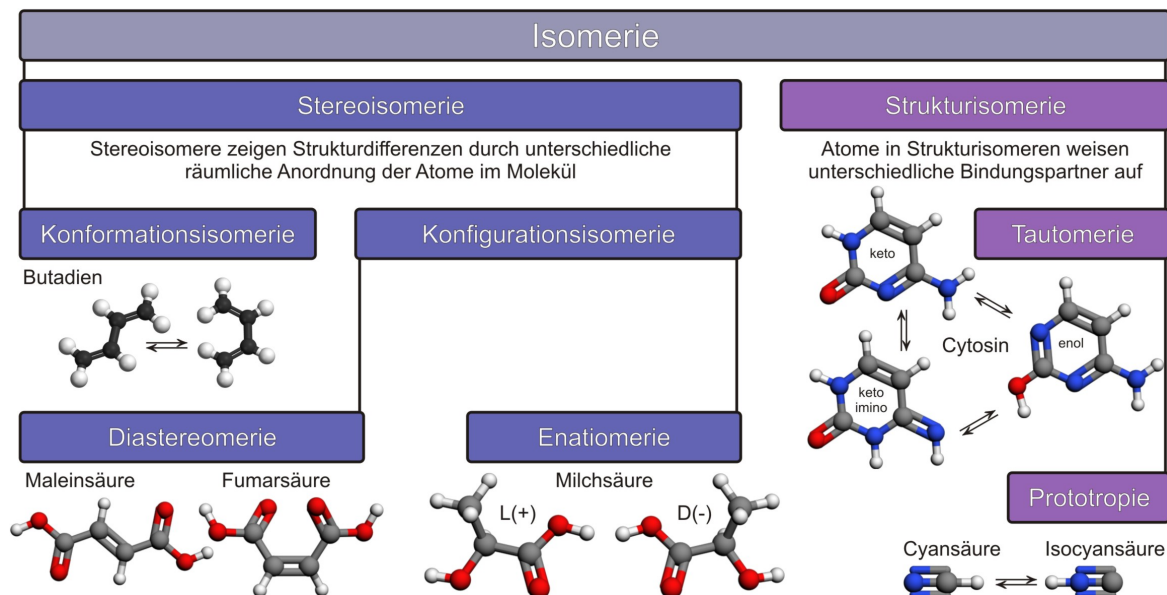 Isomerie
Stereoisomerie
Strukturisomerie
Stereoisomere zeigen Strukturdifferenzen durch unterschiedliche
räumliche Anordnung der Atome im Molekül
Atome in Strukturisomeren weisen
unterschiedliche Bindungspartner auf
Konformationsisomerie
Konfigurationsisomerie
Tautomerie
Butadien
keto
Cytosin
enol
keto
imino
Diastereomerie
Enatiomerie
Maleinsäure
Fumarsäure
Milchsäure
L(+)
D(-)
Prototropie
Cyansäure
Isocyansäure